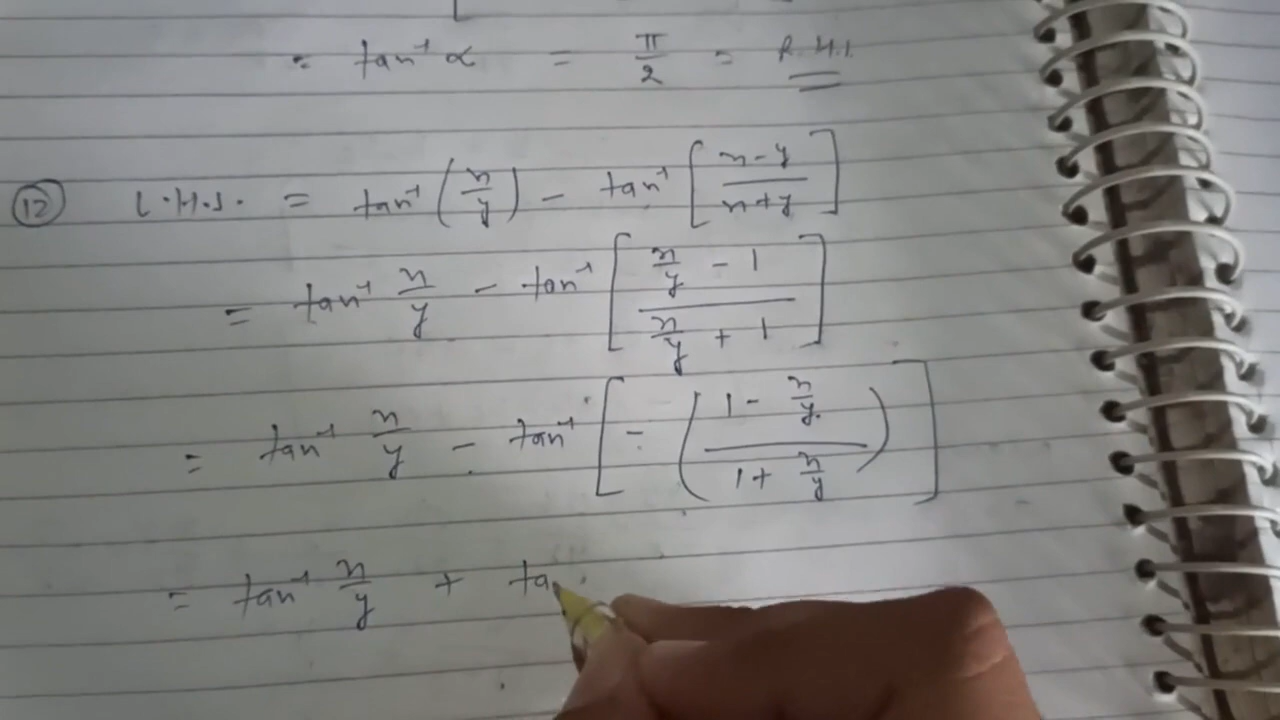 = tan⁻¹ ∝ = π/2 = R.H.S.
(12) L.H.S. = tan⁻¹ (x/y) - tan⁻¹ [(x-y)/(x+y)]
= tan⁻¹ x/y - tan⁻¹ [(x/y - 1)/(x/y + 1)]
= tan⁻¹ x/y - tan⁻¹ [-((1 - x/y)/(1 + x/y))]
= tan⁻¹ x/y + ta